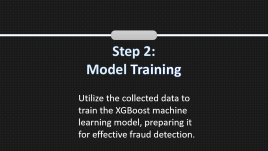 Step 2:
Model Training
Utilize the collected data to
train the XGBoost machine
learning model, preparing it
for effective fraud detection.